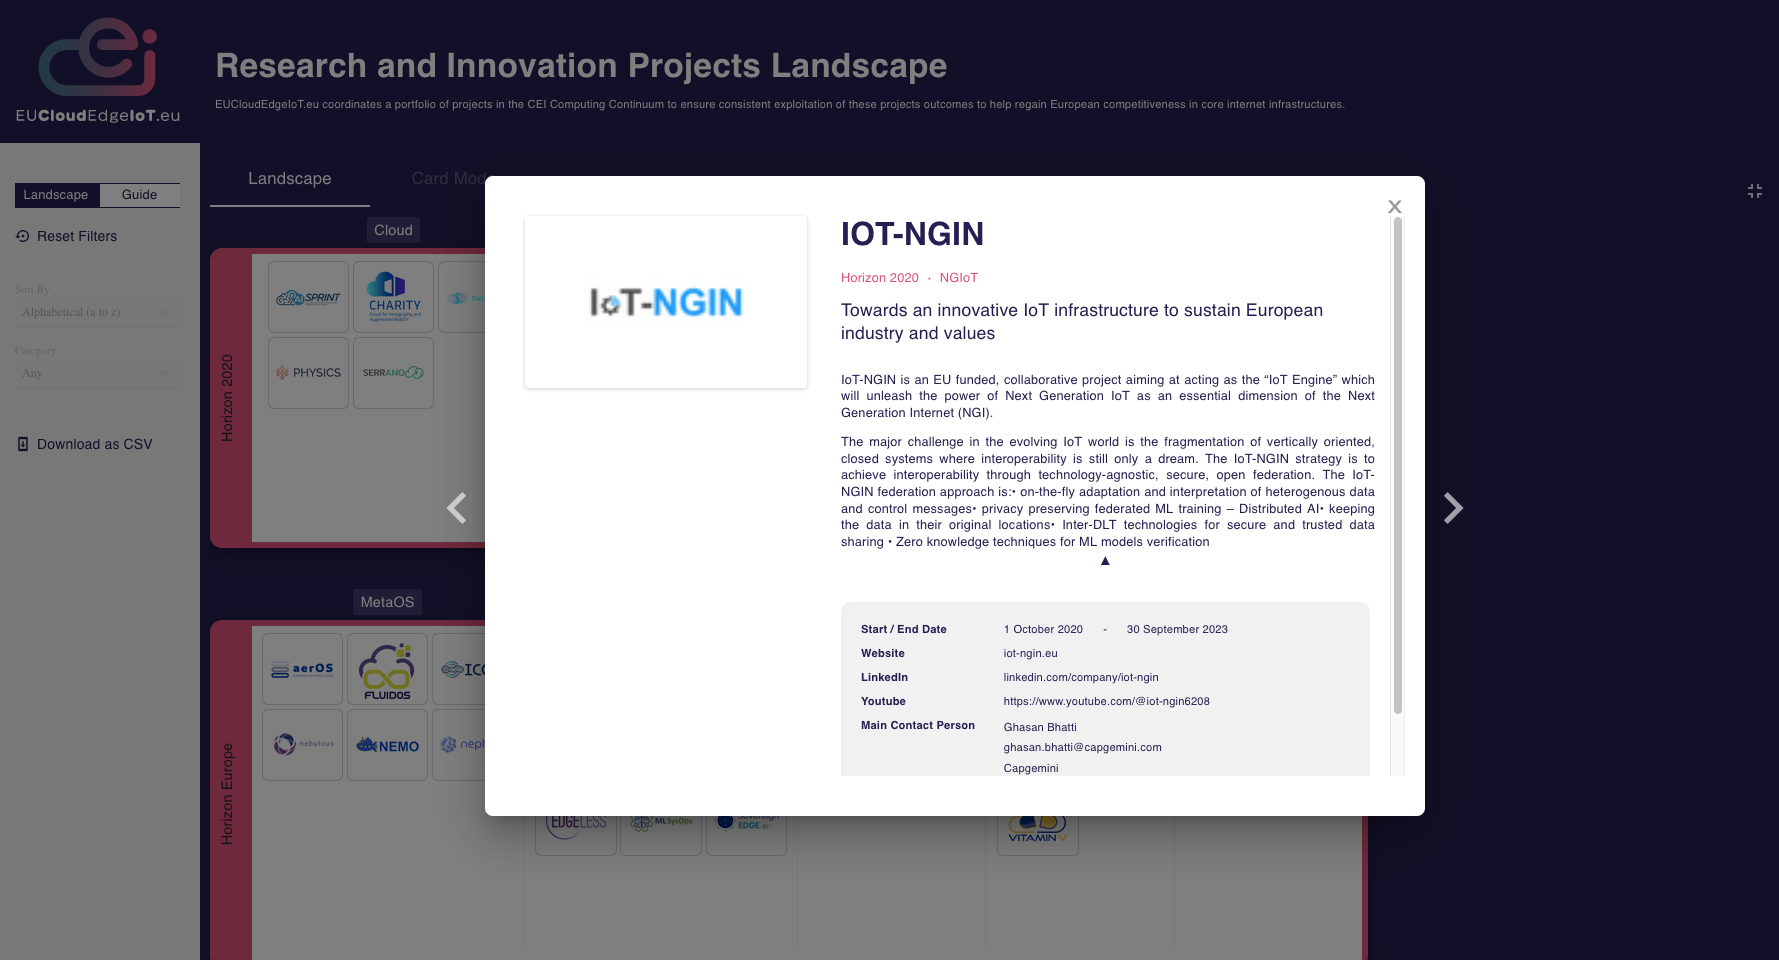 cei
EUCloudEdgeIoT.eu
Research and Innovation Projects Landscape
EUCloudEdgeIoT.eu coordinates a portfolio of projects in the CEI Computing Continuum to ensure consistent exploitation of these projects outcomes to help regain European competitiveness in core internet infrastructures.
Landscape Guide
Reset Filters
Sort By
Alphabetical (a to z)
Category
Any
Download as CSV
Landscape
Card Mod
Cloud
Horizon 2020
AI SPRINT
CHARITY
Cloud for Holography and
Augmented Reality
PHYSICS
SERRANO
MetaOS
Horizon Europe
aerOS
FLUIDOS
ICO
nebulous
NEMO
neph
EDGELESS
MLSysOps
EDGE.eu
VITAMIN V
IoT-NGIN
X
IOT-NGIN
Horizon 2020 · NGIoT
Towards an innovative IoT infrastructure to sustain European
industry and values
IoT-NGIN is an EU funded, collaborative project aiming at acting as the “IoT Engine” which
will unleash the power of Next Generation IoT as an essential dimension of the Next
Generation Internet (NGI).
The major challenge in the evolving IoT world is the fragmentation of vertically oriented,
closed systems where interoperability is still only a dream. The IoT-NGIN strategy is to
achieve interoperability through technology-agnostic, secure, open federation. The IoT-
NGIN federation approach is:• on-the-fly adaptation and interpretation of heterogenous data
and control messages• privacy preserving federated ML training – Distributed AI• keeping
the data in their original locations• Inter-DLT technologies for secure and trusted data
sharing • Zero knowledge techniques for ML models verification
▲
Start / End Date 1 October 2020 - 30 September 2023
Website iot-ngin.eu
LinkedIn linkedin.com/company/iot-ngin
Youtube https://www.youtube.com/@iot-ngin6208
Main Contact Person Ghasan Bhatti
ghasan.bhatti@capgemini.com
Capgemini